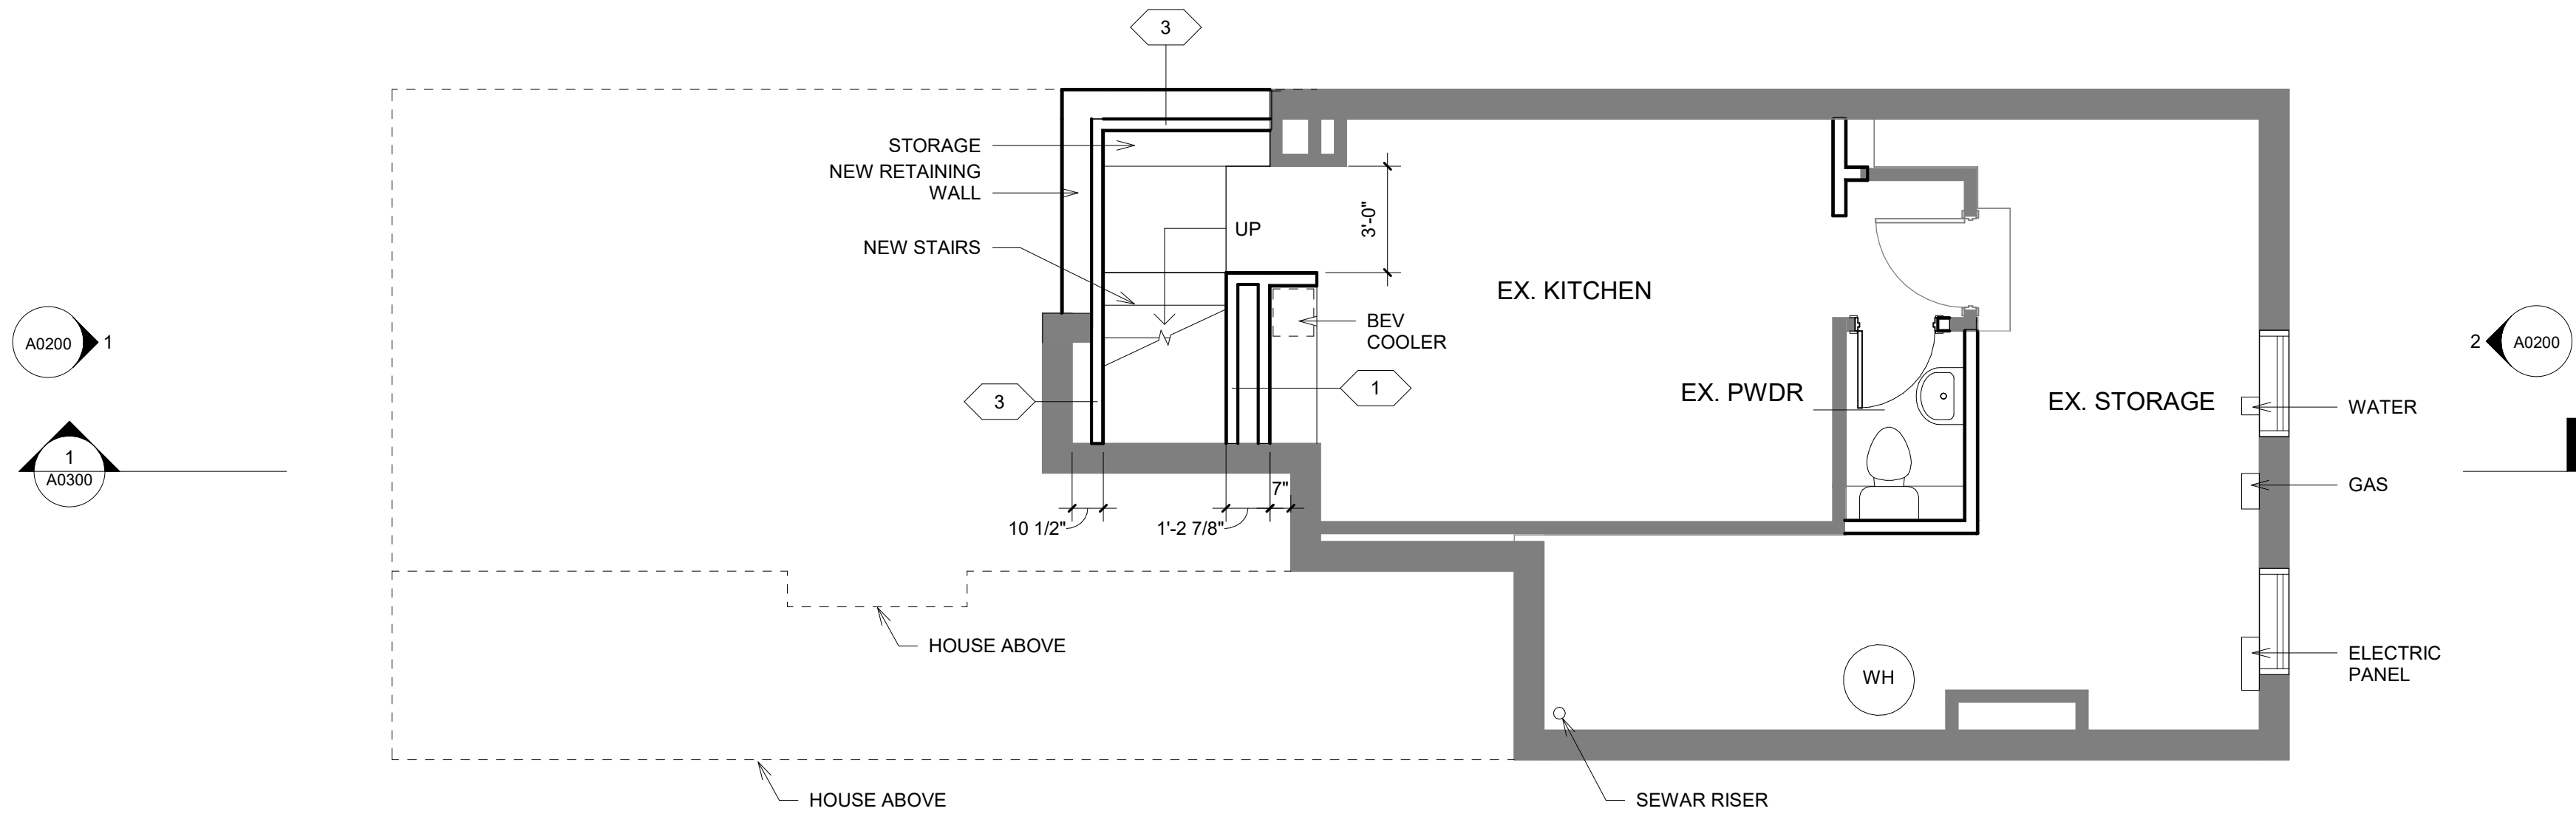 3
STORAGE
NEW RETAINING
WALL
UP
3'-0"
NEW STAIRS
EX. KITCHEN
BEV
COOLER
A0200
1
2
A0200
1
3
EX. PWDR
EX. STORAGE
WATER
1
A0300
GAS
7"
10 1/2"
1'-2 7/8"
HOUSE ABOVE
ELECTRIC
PANEL
WH
HOUSE ABOVE
SEWAR RISER